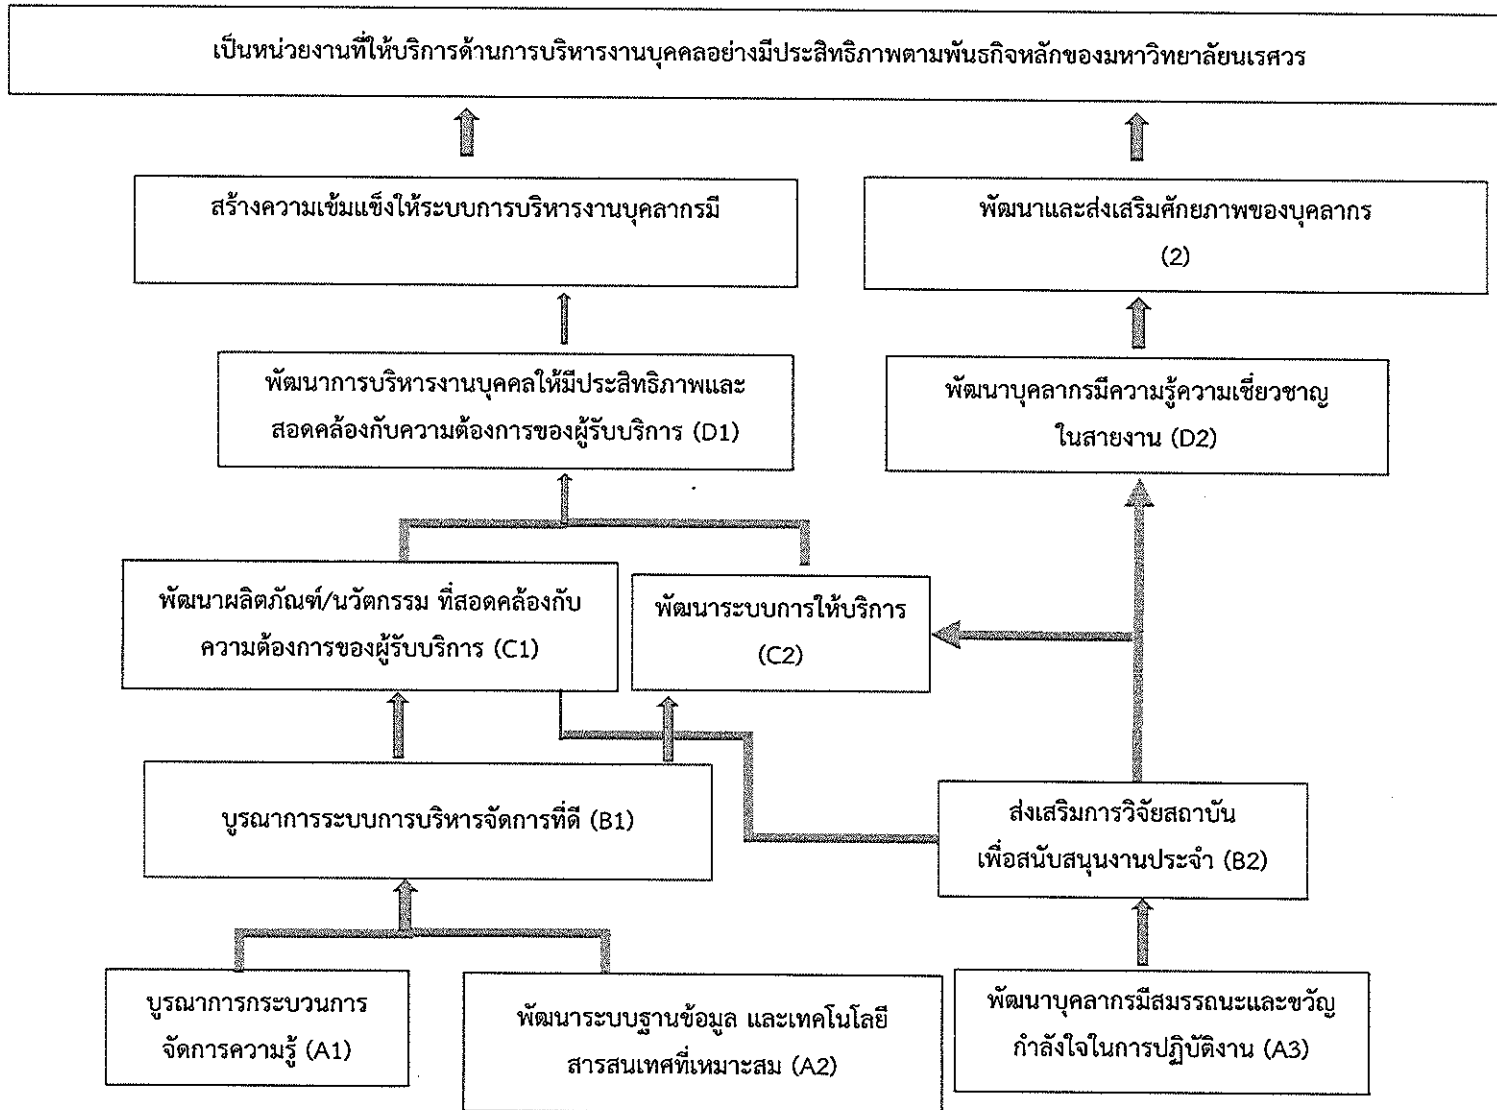 เป็นหน่วยงานที่ให้บริการด้านการบริหารงานบุคคลอย่างมีประสิทธิภาพตามพันธกิจหลักของมหาวิทยาลัยนเรศวร
สร้างความเข้มแข็งให้ระบบการบริหารงานบุคลากรมี
พัฒนาและส่งเสริมศักยภาพของบุคลากร
(2)
พัฒนาการบริหารงานบุคคลให้มีประสิทธิภาพและ
สอดคล้องกับความต้องการของผู้รับบริการ (D1)
พัฒนาบุคลากรมีความรู้ความเชี่ยวชาญ
ในสายงาน (D2)
พัฒนาผลิตภัณฑ์/นวัตกรรม ที่สอดคล้องกับ
ความต้องการของผู้รับบริการ (C1)
พัฒนาระบบการให้บริการ
(C2)
บูรณาการระบบการบริหารจัดการที่ดี (B1)
ส่งเสริมการวิจัยสถาบัน
เพื่อสนับสนุนงานประจำ (B2)
บูรณาการกระบวนการ
จัดการความรู้ (A1)
พัฒนาระบบฐานข้อมูล และเทคโนโลยี
สารสนเทศที่เหมาะสม (A2)
พัฒนาบุคลากรมีสมรรถนะและขวัญ
กำลังใจในการปฏิบัติงาน (A3)